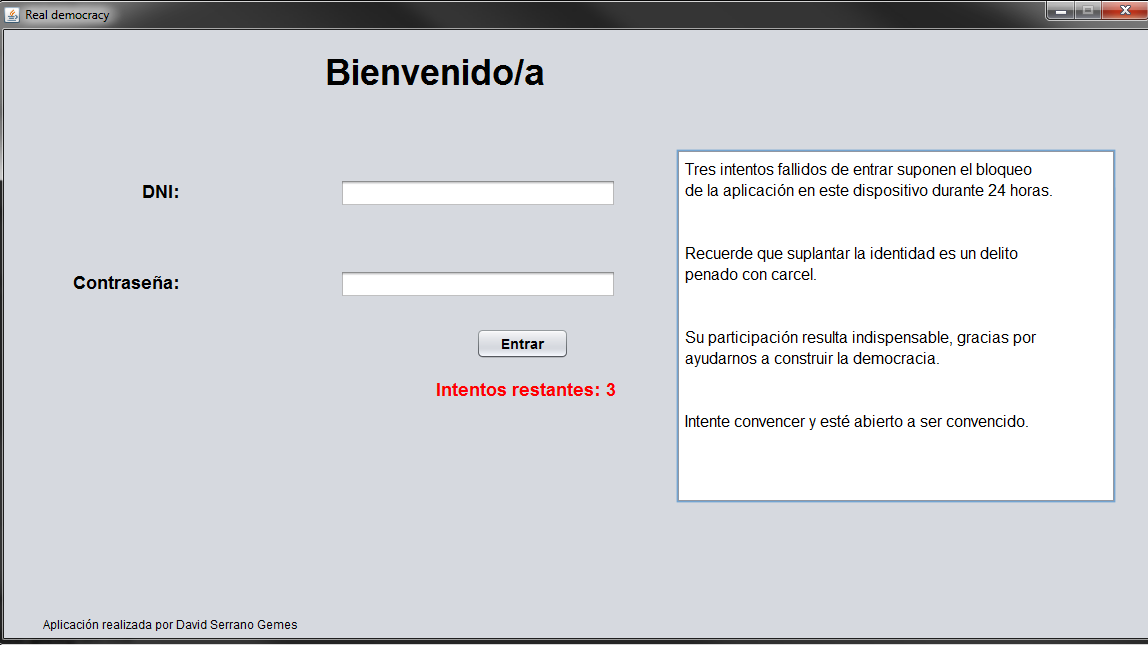 Real democracy
Bienvenido/a
DNI:
Contraseña:
Entrar
Intentos restantes: 3
Tres intentos fallidos de entrar suponen el bloqueo
de la aplicación en este dispositivo durante 24 horas.
Recuerde que suplantar la identidad es un delito
penado con carcel.
Su participación resulta indispensable, gracias por
ayudarnos a construir la democracia.
Intente convencer y esté abierto a ser convencido.
Aplicación realizada por David Serrano Gemes